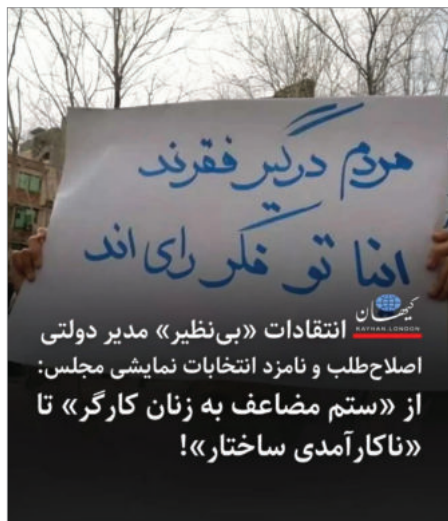 مردم درگیر فقرند
اینا تو فکر رای اند
کیهان
KAYHAN.LONDON
انتقادات «بی‌نظیر» مدیر دولتی
اصلاح‌طلب و نامزد انتخابات نمایشی مجلس:
از «ستم مضاعف به زنان کارگر» تا
«ناکارآمدی ساختار»!